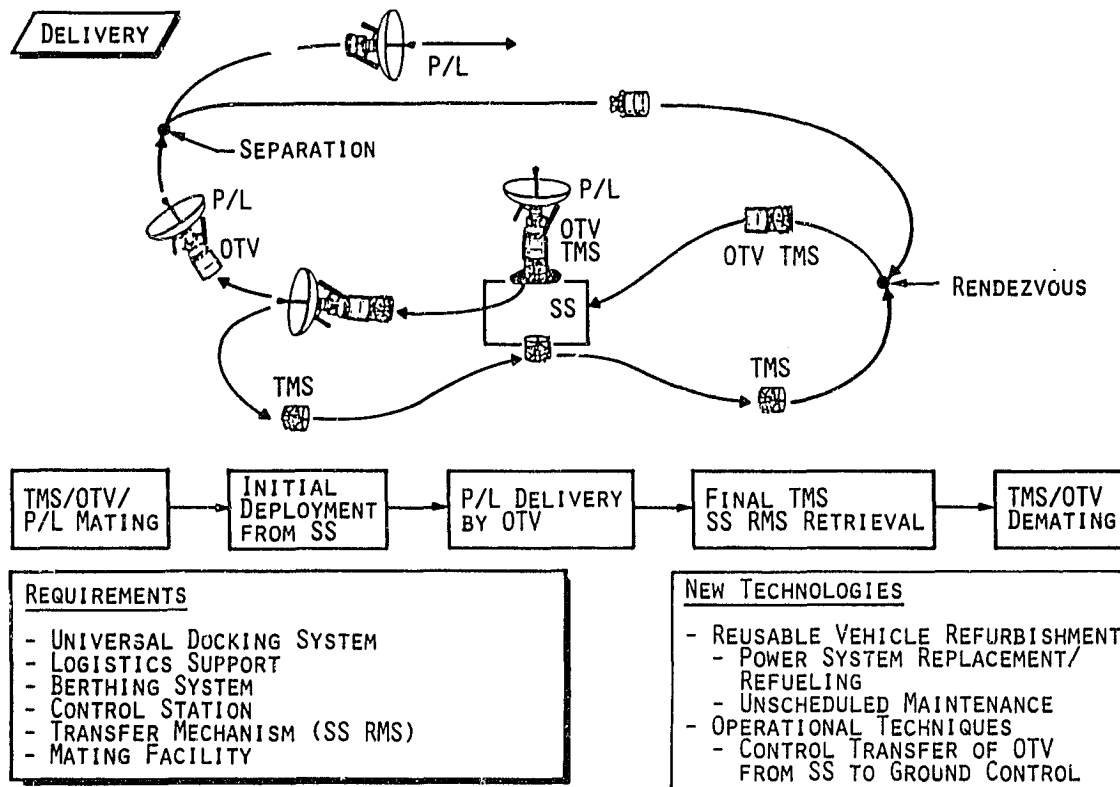 DELIVERY
P/L
SEPARATION
P/L
OTV
P/L
OTV
TMS
OTV TMS
RENDEZVOUS
SS
TMS
TMS
TMS/OTV/
P/L MATING
INITIAL
DEPLOYMENT
FROM SS
P/L DELIVERY
BY OTV
FINAL TMS
SS RMS RETRIEVAL
TMS/OTV
DEMATING
REQUIREMENTS
- UNIVERSAL DOCKING SYSTEM
- LOGISTICS SUPPORT
- BERTHING SYSTEM
- CONTROL STATION
- TRANSFER MECHANISM (SS RMS)
- MATING FACILITY
NEW TECHNOLOGIES
- REUSABLE VEHICLE REFURBISHMENT
- POWER SYSTEM REPLACEMENT/
REFUELING
- UNSCHEDULED MAINTENANCE
- OPERATIONAL TECHNIQUES
- CONTROL TRANSFER OF OTV
FROM SS TO GROUND CONTROL